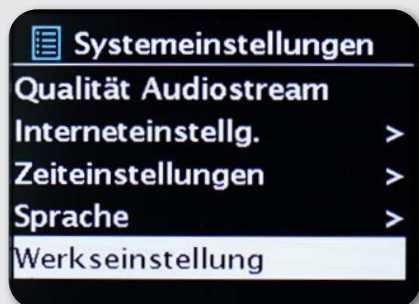 Systemeinstellungen
Qualität Audiostream
Interneteinstellg. >
Zeiteinstellungen >
Sprache >
Werkseinstellung